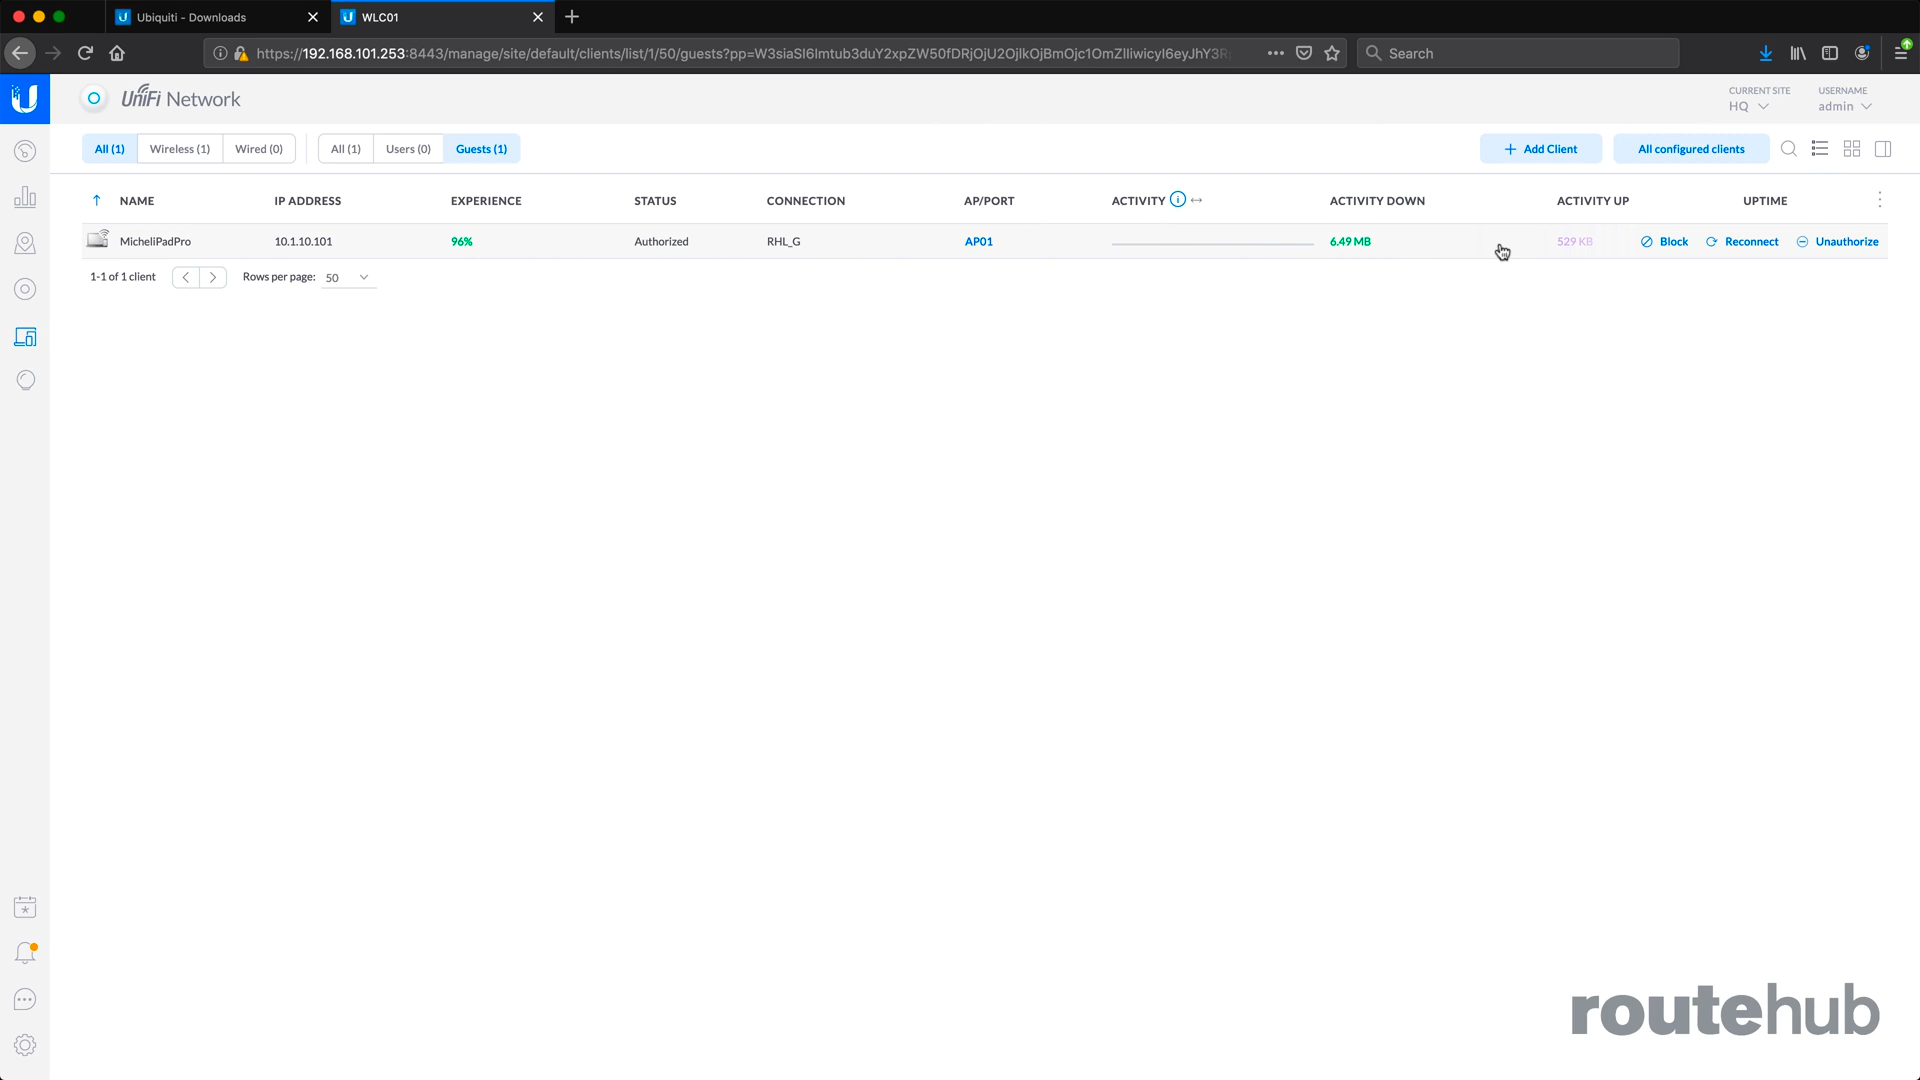 Ubiquiti - Downloads
WLC01
https://192.168.101.253:8443/manage/site/default/clients/list/1/50/guests?pp=W3siaSI6Imtub3duY2xpZW50fDRjOjU2OjlkOjBmOjc1OmZlIiwicyI6eyJhY3R
Search
UniFi Network
CURRENT SITE
HQ
USERNAME
admin
All (1) Wireless (1) Wired (0) All (1) Users (0) Guests (1)
Add Client All configured clients
NAME IP ADDRESS EXPERIENCE STATUS CONNECTION AP/PORT ACTIVITY ACTIVITY DOWN ACTIVITY UP UPTIME
MicheliPadPro 10.1.10.101 96% Authorized RHL_G AP01 6.49 MB 529 KB Block Reconnect Unauthorize
1-1 of 1 client Rows per page: 50
routehub